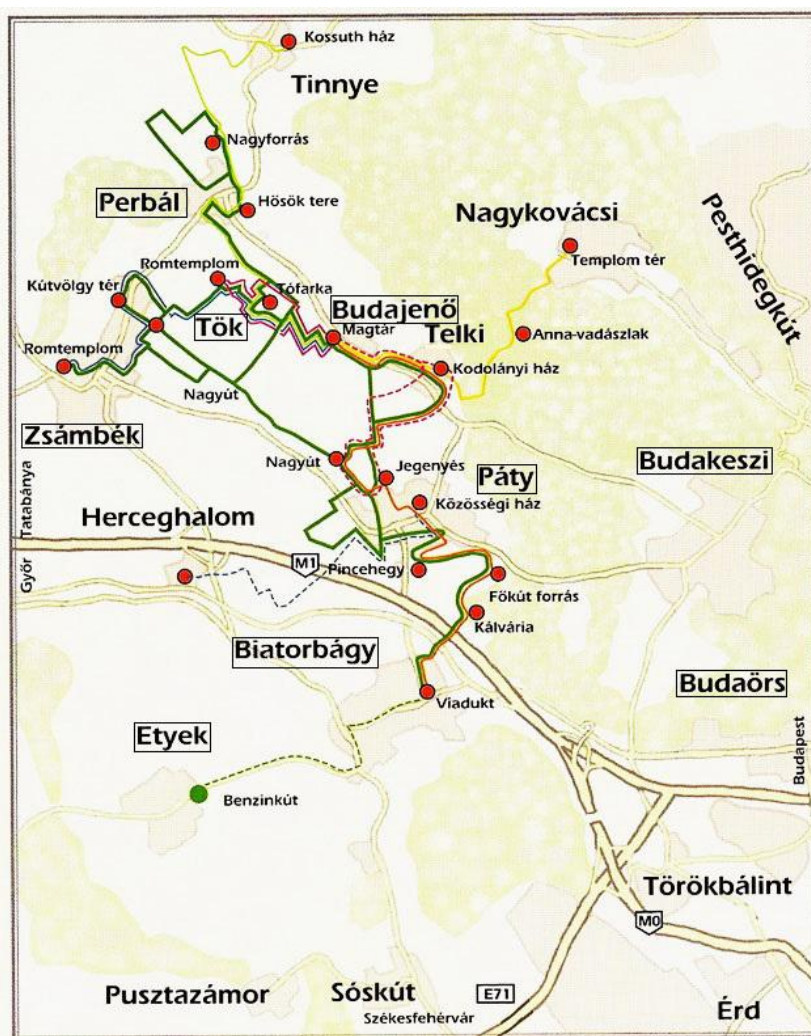 Kossuth ház
Tinnye
Nagyforrás
Perbál
Hösök tere
Nagykovácsi
Pesthidegkút
Templom tér
Romtemplom
Kútvölgy tér
Tófarka
Budajenő
Tök
Magtár
Telki
Anna-vadászlak
Romtemplom
Kodolányi ház
Nagyút
Zsámbék
Nagyút
Jegenyés
Páty
Budakeszi
Közösségi ház
Tatabánya
Herceghalom
Győr
M1
Pincehegy
Főkút forrás
Kálvária
Biatorbágy
Budaörs
Viadukt
Etyek
Budapest
Benzinkút
Törökbálint
M0
Pusztazámor
Sóskút
E71
Székesfehérvár
Érd